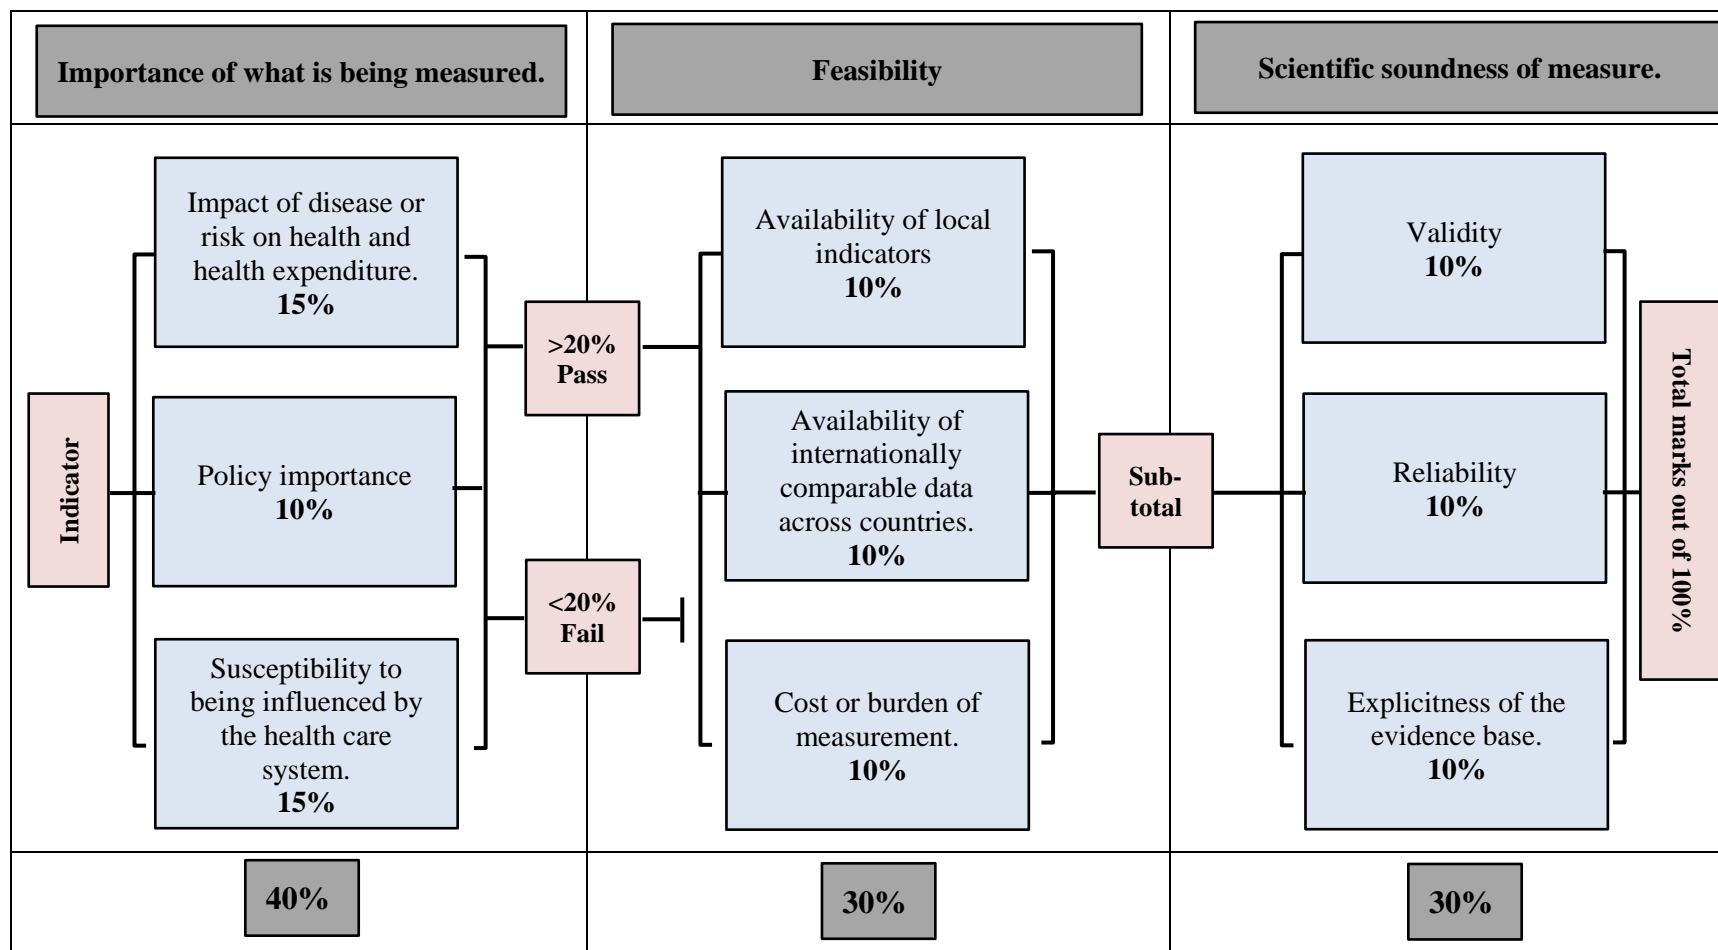 Importance of what is being measured.
Feasibility
Scientific soundness of measure.
Indicator
Impact of disease or
risk on health and
health expenditure.
15%
Policy importance
10%
Susceptibility to
being influenced by
the health care
system.
15%
>20%
Pass
<20%
Fail
Availability of local
indicators
10%
Availability of
internationally
comparable data
across countries.
10%
Cost or burden of
measurement.
10%
Sub-
total
Validity
10%
Reliability
10%
Explicitness of the
evidence base.
10%
Total marks out of 100%
40%
30%
30%